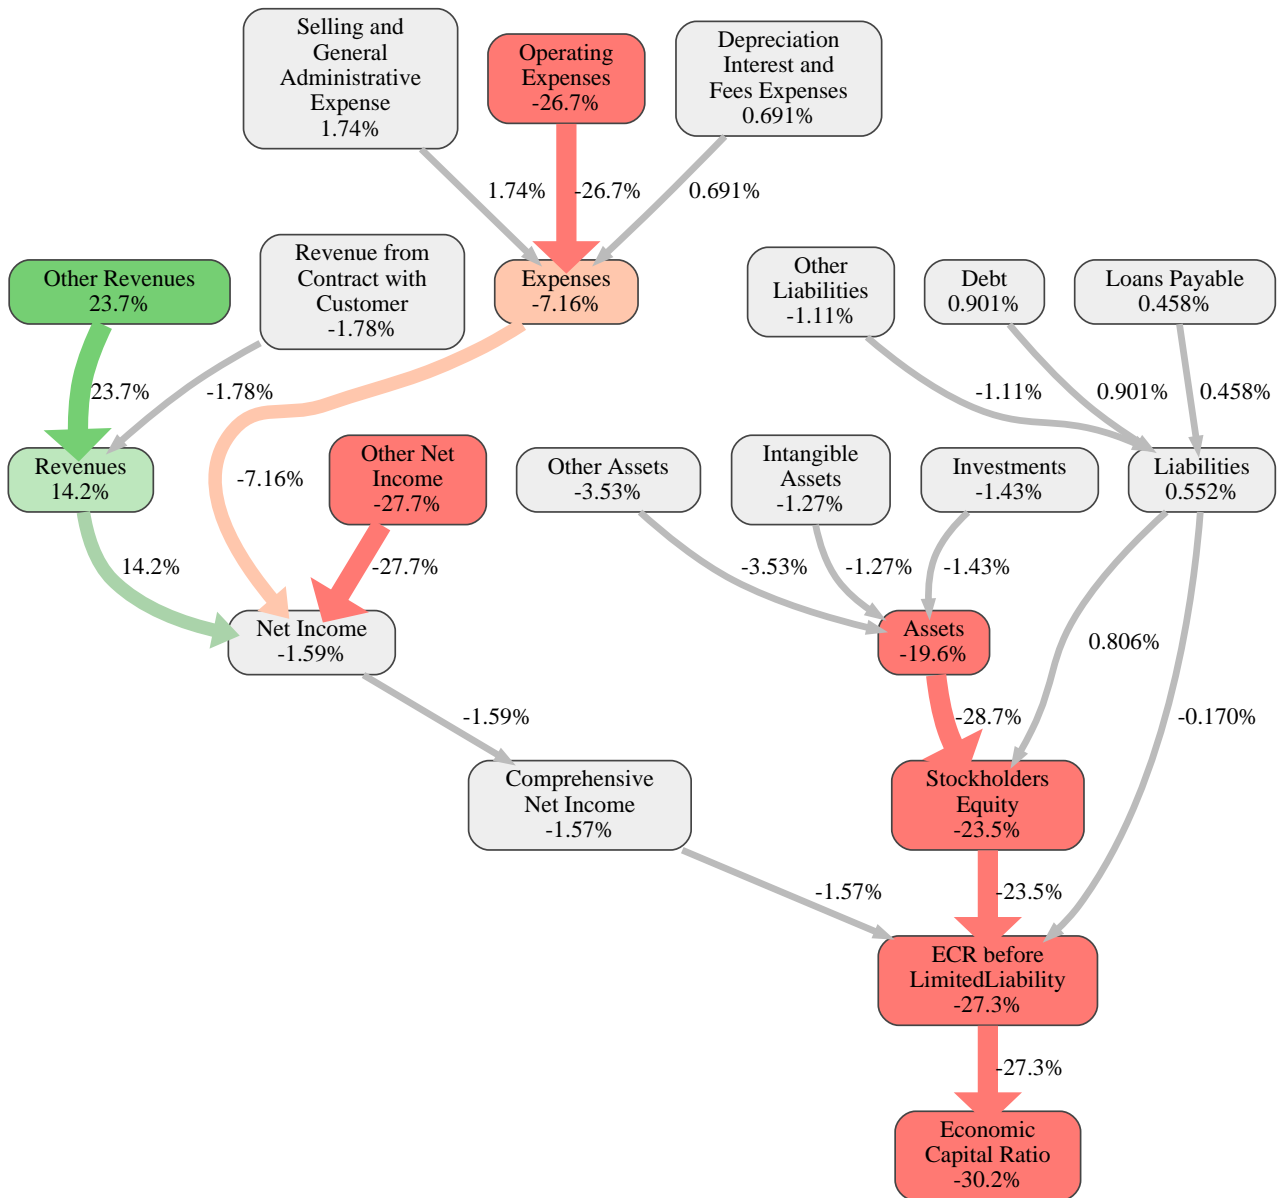 Selling and
General
Administrative
Expense
1.74%
Operating
Expenses
-26.7%
Depreciation
Interest and
Fees Expenses
0.691%
1.74%
-26.7%
0.691%
Other Revenues
23.7%
Revenue from
Contract with
Customer
-1.78%
Expenses
-7.16%
Other
Liabilities
-1.11%
Debt
0.901%
Loans Payable
0.458%
23.7%
-1.78%
-1.11%
0.901%
0.458%
Revenues
14.2%
-7.16%
Other Net
Income
-27.7%
Other Assets
-3.53%
Intangible
Assets
-1.27%
Investments
-1.43%
Liabilities
0.552%
14.2%
-27.7%
-3.53%
-1.27%
-1.43%
Net Income
-1.59%
Assets
-19.6%
0.806%
-1.59%
-28.7%
-0.170%
Comprehensive
Net Income
-1.57%
Stockholders
Equity
-23.5%
-1.57%
-23.5%
ECR before
LimitedLiability
-27.3%
-27.3%
Economic
Capital Ratio
-30.2%